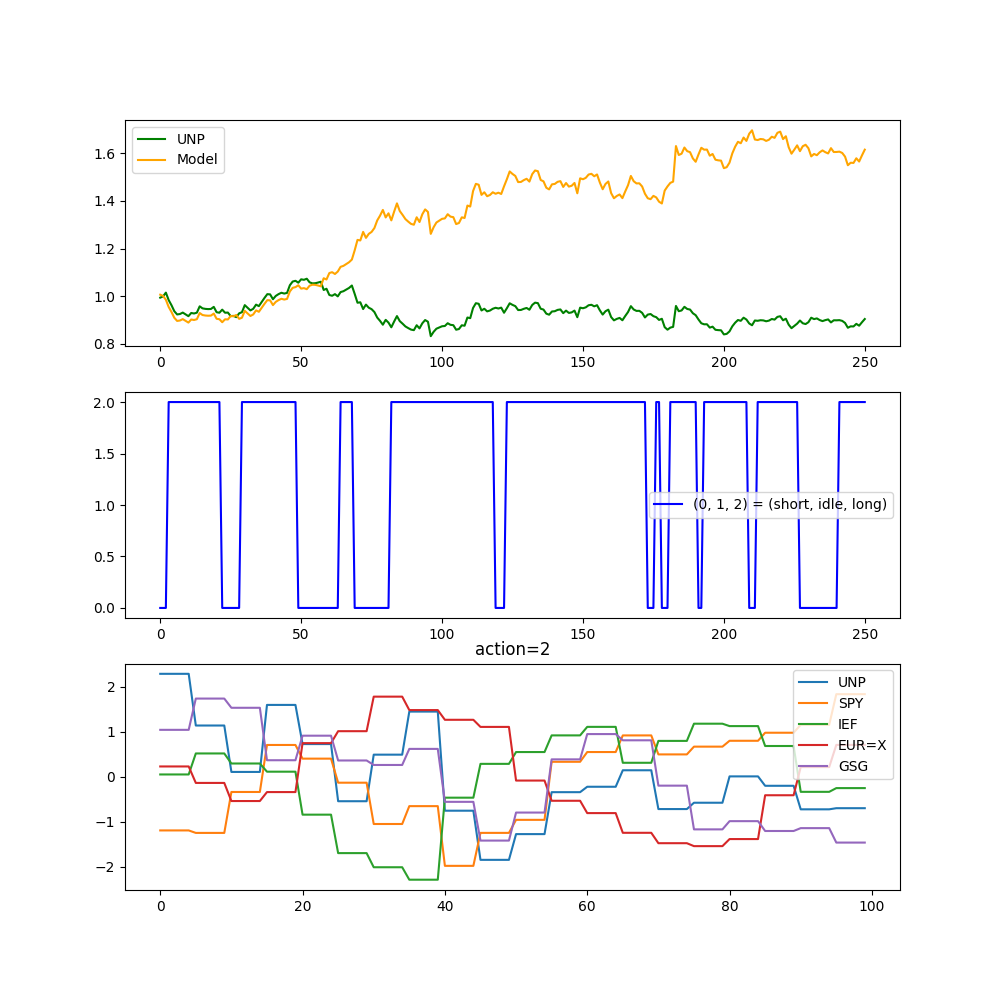 UNP
Model
1.6
1.4
1.2
1.0
0.8
0 50 100 150 200 250
2.0
1.5
1.0
0.5
0.0
(0, 1, 2) = (short, idle, long)
0 50 100 150 200 250
action=2
2
1
0
−1
−2
UNP
SPY
IEF
EUR=X
GSG
0 20 40 60 80 100